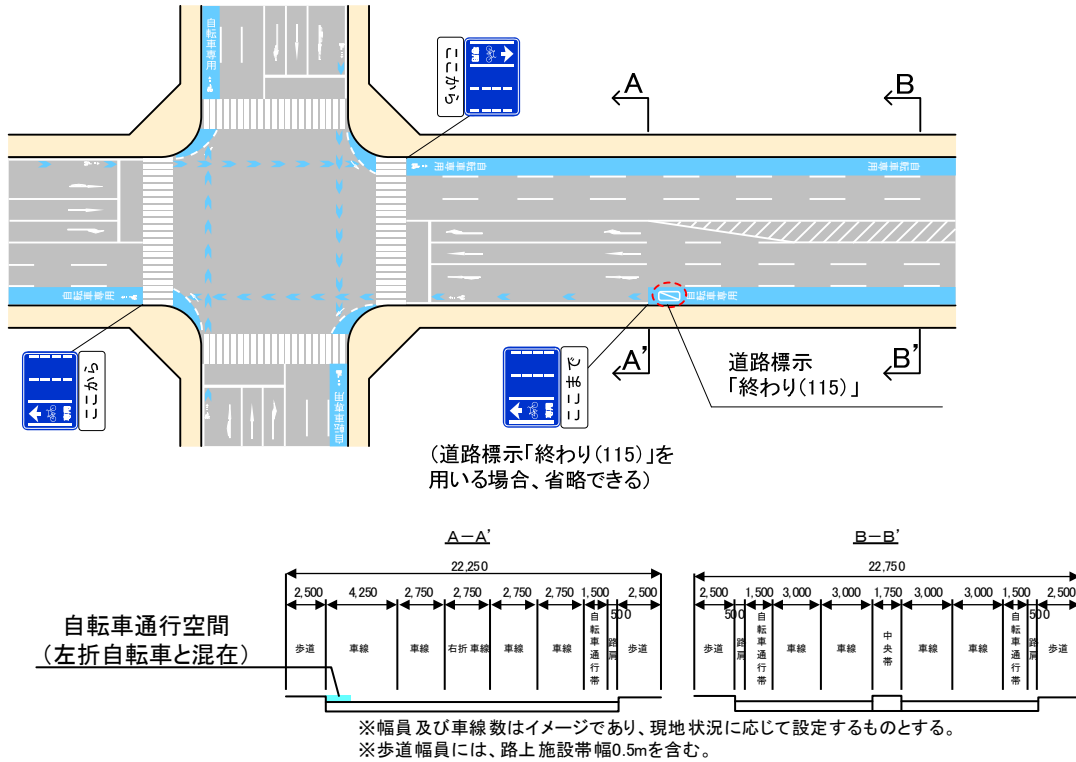 自転車専用
ここから
専用
A
B
自転車専用
自転車専用
自転車専用
自転車専用
自転車専用
専用
ここから
専用
ここまで
A’
B’
道路標示
「終わり(115)」
自転車専用
(道路標示「終わり(115)」を
用いる場合、省略できる)
A-A’
22,250
2,500
4,250
2,750
2,750
2,750
2,750
1,500
500
2,500
歩道
車線
車線
右折 車線
車線
車線
自転車通行帯
路肩
歩道
自転車通行空間
(左折自転車と混在)
B-B’
22,750
2,500
500
1,500
3,000
3,000
1,750
3,000
3,000
1,500
500
2,500
歩道
路肩
自転車通行帯
車線
車線
中央帯
車線
車線
自転車通行帯
路肩
歩道
※幅員及び車線数はイメージであり、現地状況に応じて設定するものとする。
※歩道幅員には、路上施設帯幅0.5mを含む。